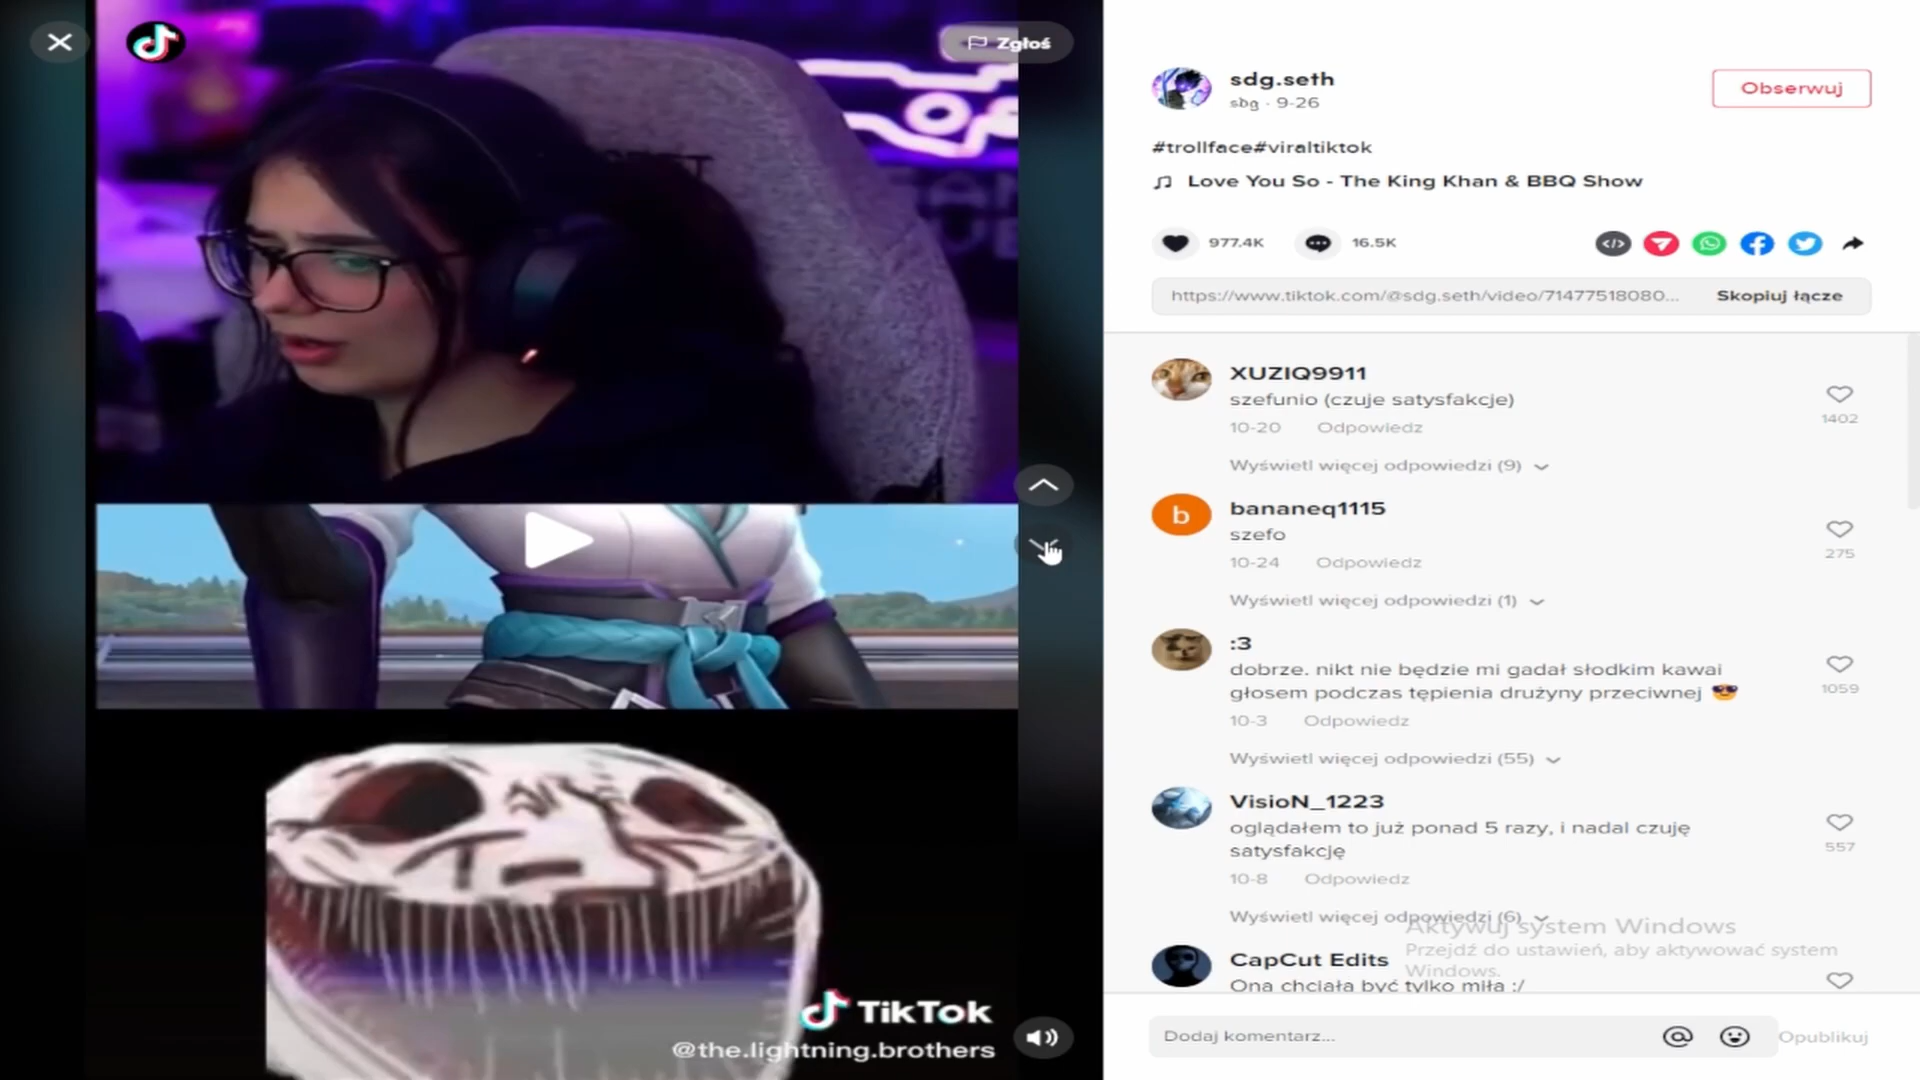 Zgłoś
TikTok
@the.lightning.brothers
sdg.seth
sbg · 9-26
Obserwuj
#trollface#viraltiktok
Love You So - The King Khan & BBQ Show
977.4K
16.5K
https://www.tiktok.com/@sdg.seth/video/71477518080...
Skopiuj łącze
XUZIQ9911
szefunio (czuje satysfakcje)
10-20 Odpowiedz
1402
Wyświetl więcej odpowiedzi (9)
b
bananeq1115
szefo
10-24 Odpowiedz
275
Wyświetl więcej odpowiedzi (1)
:3
dobrze. nikt nie będzie mi gadał słodkim kawai
głosem podczas tępienia drużyny przeciwnej 😎
10-3 Odpowiedz
1059
Wyświetl więcej odpowiedzi (55)
VisioN_1223
oglądałem to już ponad 5 razy, i nadal czuję
satysfakcję
10-8 Odpowiedz
557
Wyświetl więcej odpowiedzi (6)
Aktywuj system Windows
Przejdź do ustawień, aby aktywować system
Windows.
CapCut Edits
Ona chciała być tylko miła :/
Dodaj komentarz...
Opublikuj